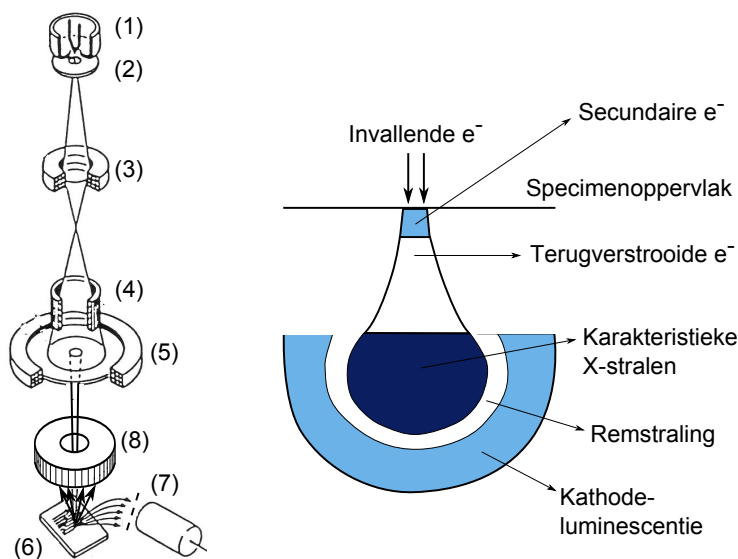 (1)
(2)
(3)
(4)
(5)
(8)
(7)
(6)
Secundaire e⁻
Invallende e⁻
Specimenoppervlak
Terugverstrooide e⁻
Karakteristieke
X-stralen
Remstraling
Kathode-
luminescentie